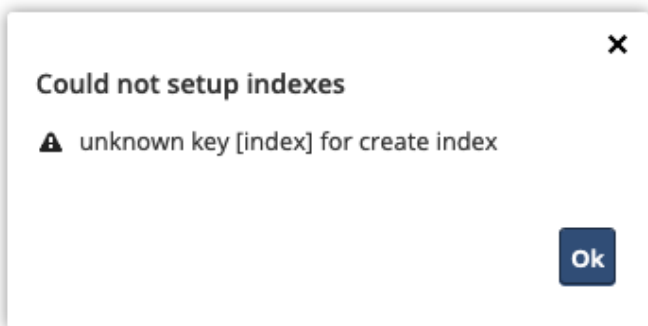 Could not setup indexes
unknown key [index] for create index
Ok